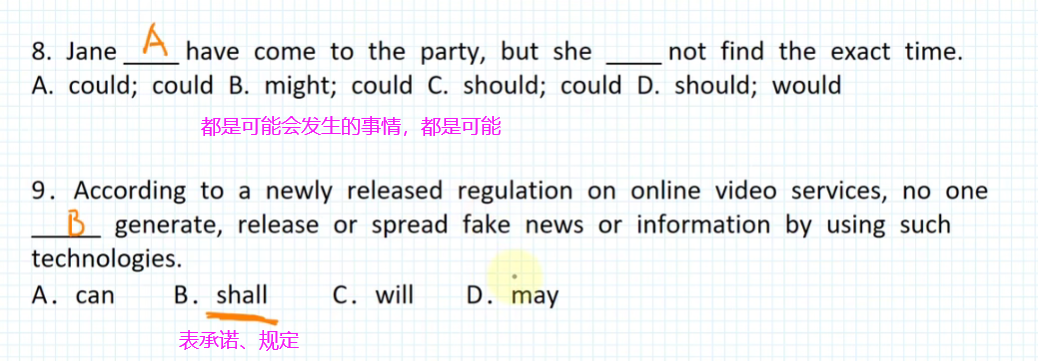 8. Jane A have come to the party, but she ____ not find the exact time.
A. could; could B. might; could C. should; could D. should; would
都是可能会发生的事情，都是可能
9. According to a newly released regulation on online video services, no one
B generate, release or spread fake news or information by using such
technologies.
A. can B. shall C. will D. may
表承诺、规定